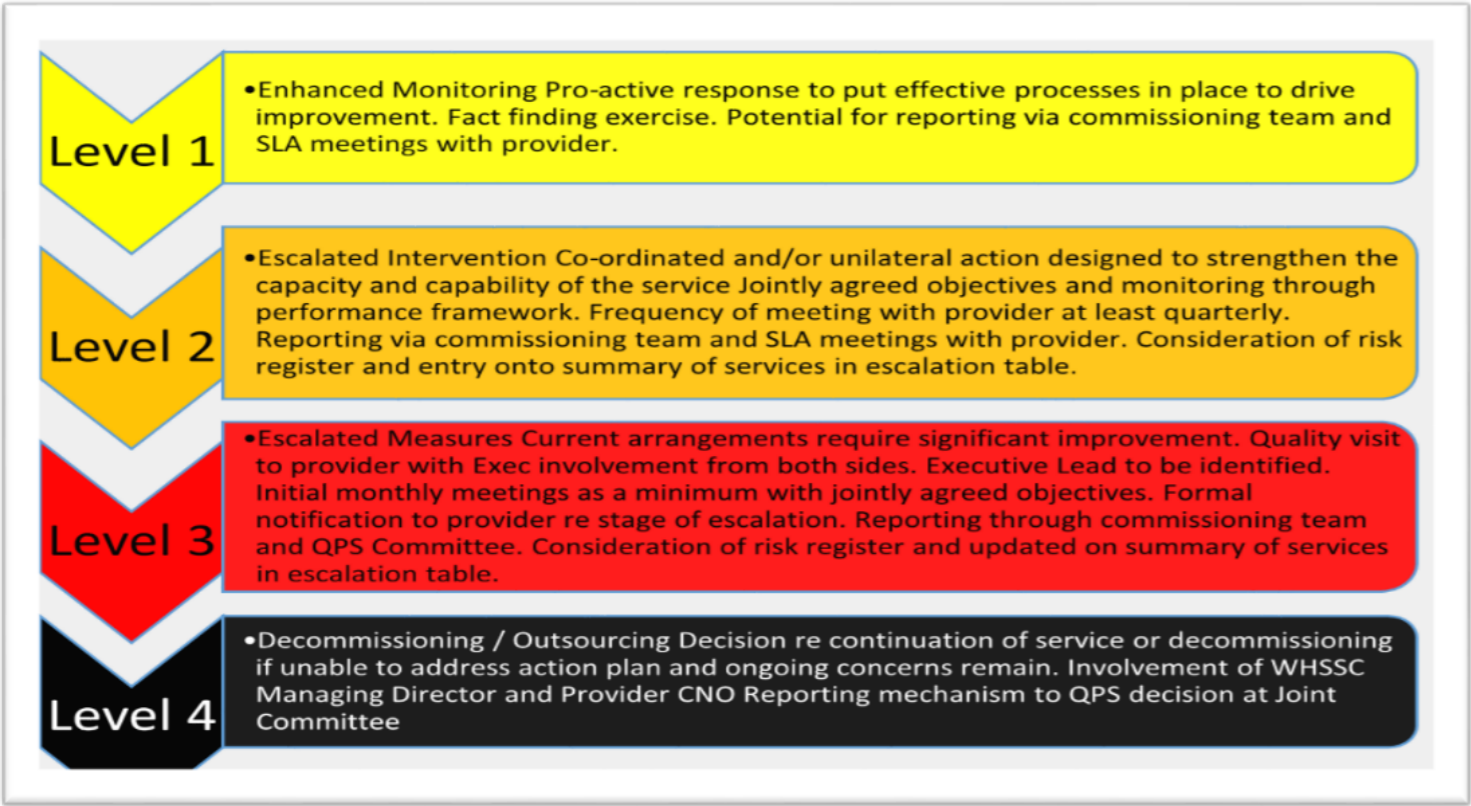 Level 1
•Enhanced Monitoring Pro-active response to put effective processes in place to drive
improvement. Fact finding exercise. Potential for reporting via commissioning team and
SLA meetings with provider.
Level 2
•Escalated Intervention Co-ordinated and/or unilateral action designed to strengthen the
capacity and capability of the service Jointly agreed objectives and monitoring through
performance framework. Frequency of meeting with provider at least quarterly.
Reporting via commissioning team and SLA meetings with provider. Consideration of risk
register and entry onto summary of services in escalation table.
Level 3
•Escalated Measures Current arrangements require significant improvement. Quality visit
to provider with Exec involvement from both sides. Executive Lead to be identified.
Initial monthly meetings as a minimum with jointly agreed objectives. Formal
notification to provider re stage of escalation. Reporting through commissioning team
and QPS Committee. Consideration of risk register and updated on summary of services
in escalation table.
Level 4
•Decommissioning / Outsourcing Decision re continuation of service or decommissioning
if unable to address action plan and ongoing concerns remain. Involvement of WHSSC
Managing Director and Provider CNO Reporting mechanism to QPS decision at Joint
Committee